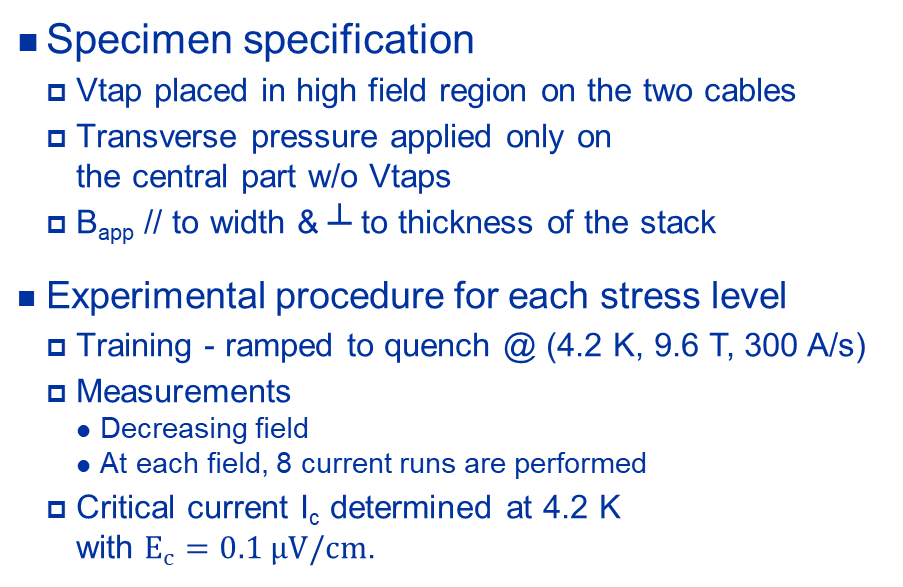 ■ Specimen specification
□ Vtap placed in high field region on the two cables
□ Transverse pressure applied only on
the central part w/o Vtaps
□ B_app // to width & ┴ to thickness of the stack
■ Experimental procedure for each stress level
□ Training - ramped to quench @ (4.2 K, 9.6 T, 300 A/s)
□ Measurements
● Decreasing field
● At each field, 8 current runs are performed
□ Critical current I_c determined at 4.2 K
with E_c = 0.1 μV/cm.